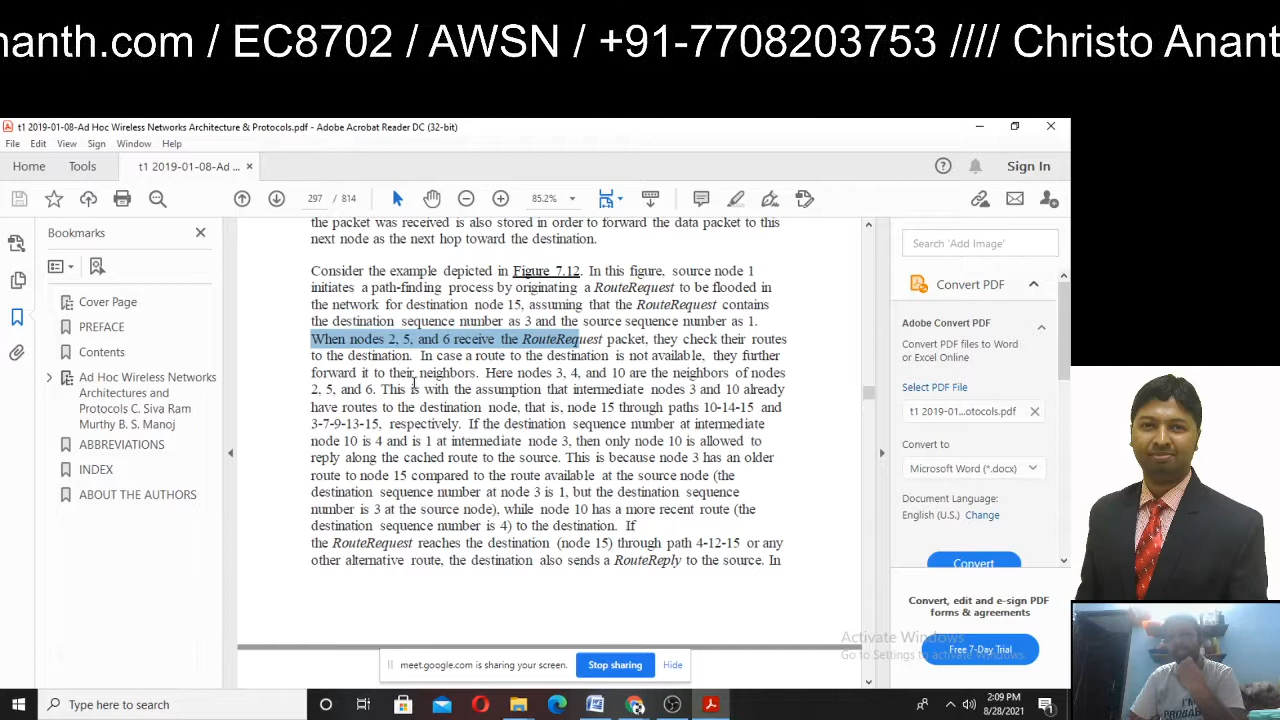 nanth.com / EC8702 / AWSN / +91-7708203753 //// Christo Anant
t1 2019-01-08-Ad Hoc Wireless Networks Architecture & Protocols.pdf - Adobe Acrobat Reader DC (32-bit)
File Edit View Sign Window Help
Home Tools t1 2019-01-08-Ad ... × Sign In
297 / 814 85.2%
Bookmarks
Cover Page
PREFACE
Contents
Ad Hoc Wireless Networks
Architectures and
Protocols C. Siva Ram
Murthy B. S. Manoj
ABBREVIATIONS
INDEX
ABOUT THE AUTHORS
the packet was received is also stored in order to forward the data packet to this
next node as the next hop toward the destination.
Consider the example depicted in Figure 7.12. In this figure, source node 1
initiates a path-finding process by originating a RouteRequest to be flooded in
the network for destination node 15, assuming that the RouteRequest contains
the destination sequence number as 3 and the source sequence number as 1.
When nodes 2, 5, and 6 receive the RouteRequest packet, they check their routes
to the destination. In case a route to the destination is not available, they further
forward it to their neighbors. Here nodes 3, 4, and 10 are the neighbors of nodes
2, 5, and 6. This is with the assumption that intermediate nodes 3 and 10 already
have routes to the destination node, that is, node 15 through paths 10-14-15 and
3-7-9-13-15, respectively. If the destination sequence number at intermediate
node 10 is 4 and is 1 at intermediate node 3, then only node 10 is allowed to
reply along the cached route to the source. This is because node 3 has an older
route to node 15 compared to the route available at the source node (the
destination sequence number at node 3 is 1, but the destination sequence
number is 3 at the source node), while node 10 has a more recent route (the
destination sequence number is 4) to the destination. If
the RouteRequest reaches the destination (node 15) through path 4-12-15 or any
other alternative route, the destination also sends a RouteReply to the source. In
Search 'Add Image'
Convert PDF
Adobe Convert PDF
Convert PDF files to Word
or Excel Online
Select PDF File
t1 2019-01...otocols.pdf ×
Convert to
Microsoft Word (*.docx)
Document Language:
English (U.S.) Change
Convert
Convert, edit and e-sign PDF
forms & agreements
Free 7-Day Trial
Activate Windows
Go to Settings to activate Windows.
meet.google.com is sharing your screen. Stop sharing Hide
Type here to search
2:09 PM
8/28/2021